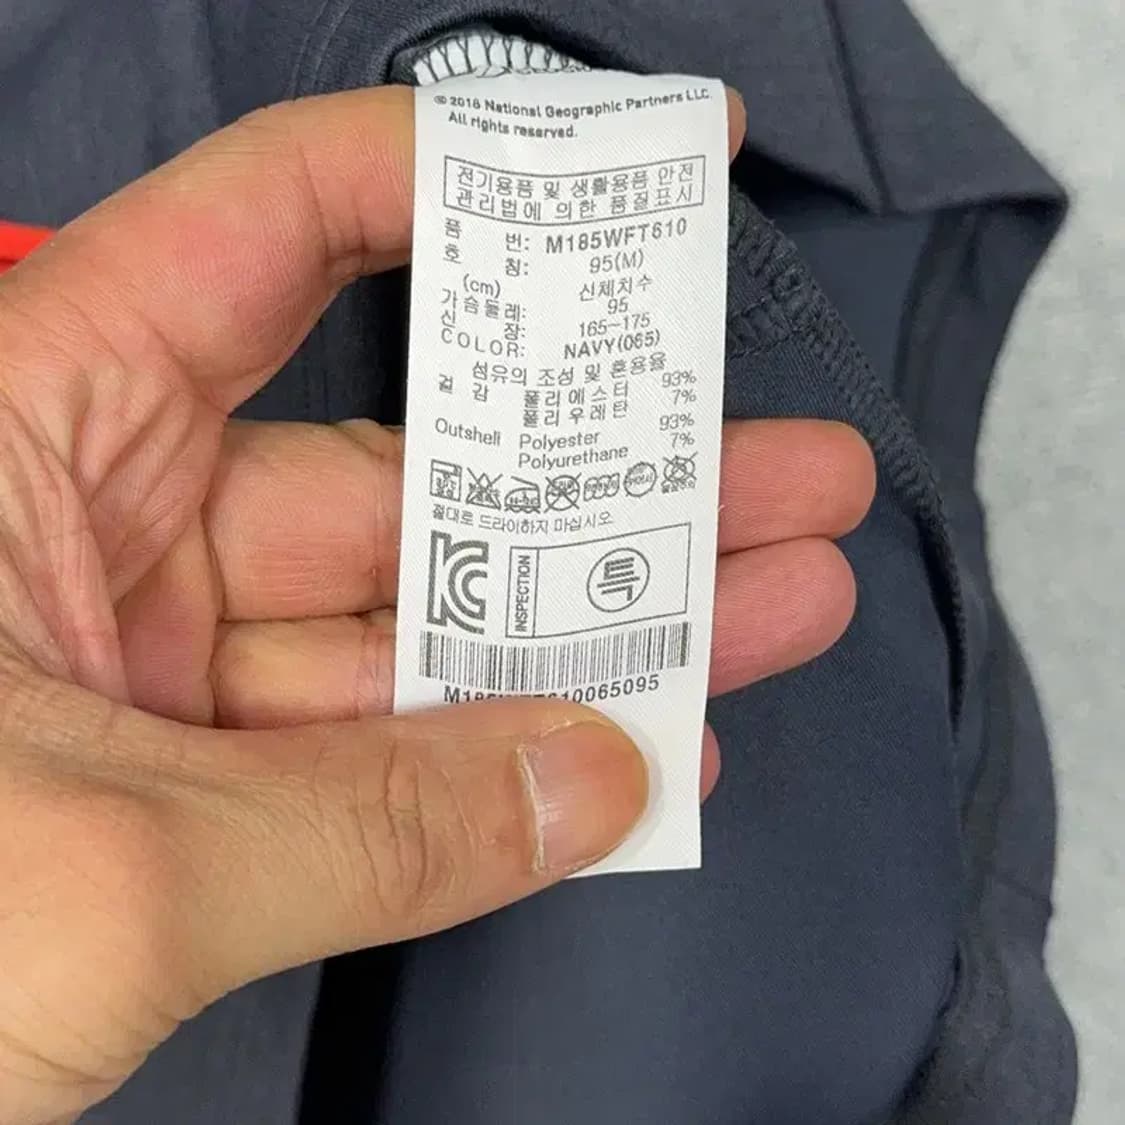 © 2018 National Geographic Partners LLC.
All rights reserved.
전기용품 및 생활용품 안전
관리법에 의한 품질표시
품 번: M185WFT610
호 칭: 95(M)
(cm) 신체치수
가슴둘레: 95
신 장: 165~175
COLOR: NAVY(065)
섬유의 조성 및 혼용율
겉 감 폴리에스터 93%
폴리우레탄 7%
Outshell Polyester 93%
Polyurethane 7%
절대로 드라이하지 마십시오.
KC
INSPECTION
특